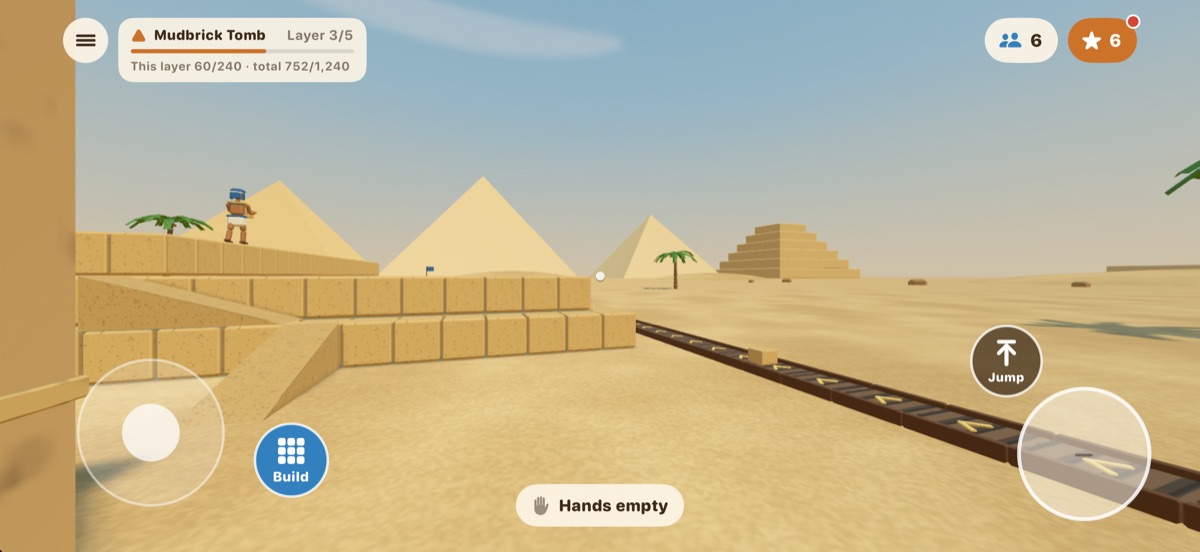 Mudbrick Tomb Layer 3/5
This layer 60/240 · total 752/1,240
6
6
Jump
Build
Hands empty